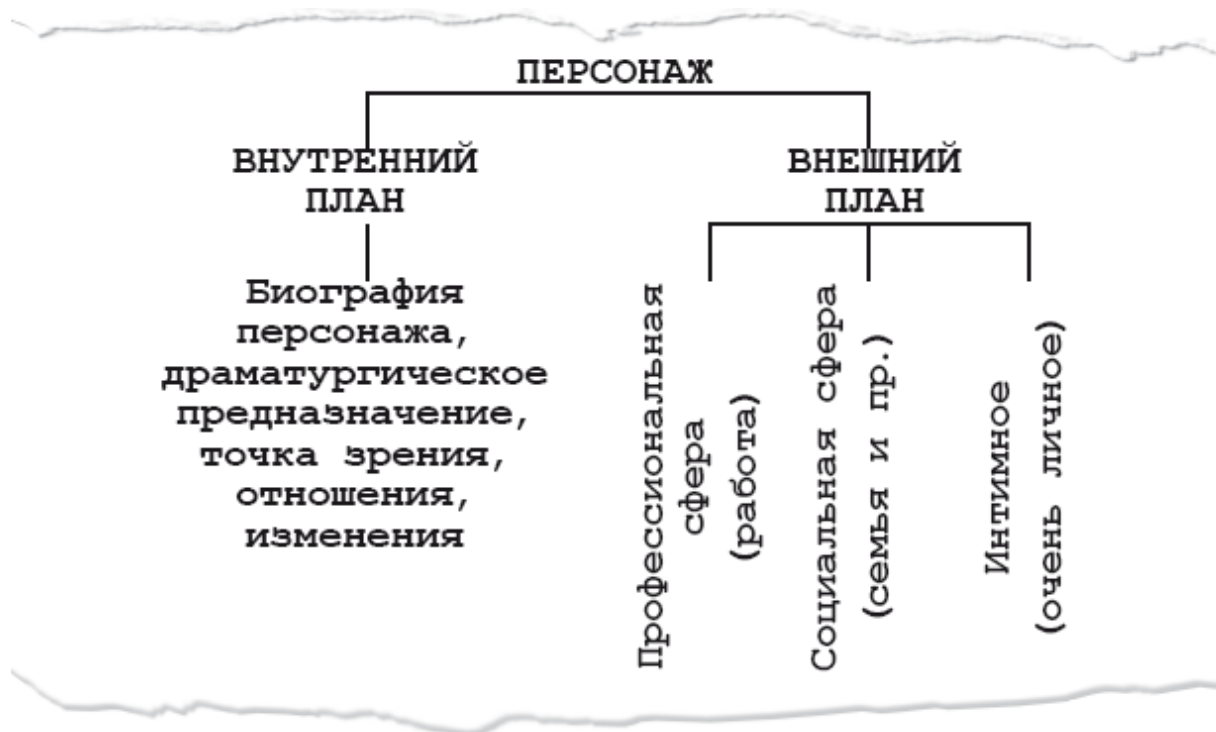 ПЕРСОНАЖ
ВНУТРЕННИЙ
ПЛАН
ВНЕШНИЙ
ПЛАН
Биография
персонажа,
драматургическое
предназначение,
точка зрения,
отношения,
изменения
Профессиональная
сфера
(работа)
Социальная сфера
(семья и пр.)
Интимное
(очень личное)